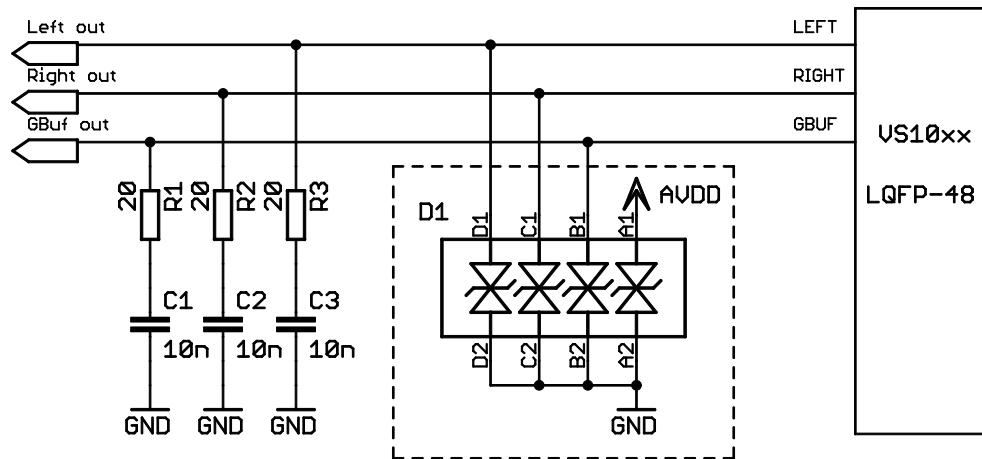 Left out
LEFT
Right out
RIGHT
GBuf out
GBUF
VS10xx
LQFP-48
20 R1
20 R2
20 R3
D1
AVDD
D1
C1
B1
A1
C1
C2
C3
10n
10n
10n
D2
C2
B2
A2
GND
GND
GND
GND